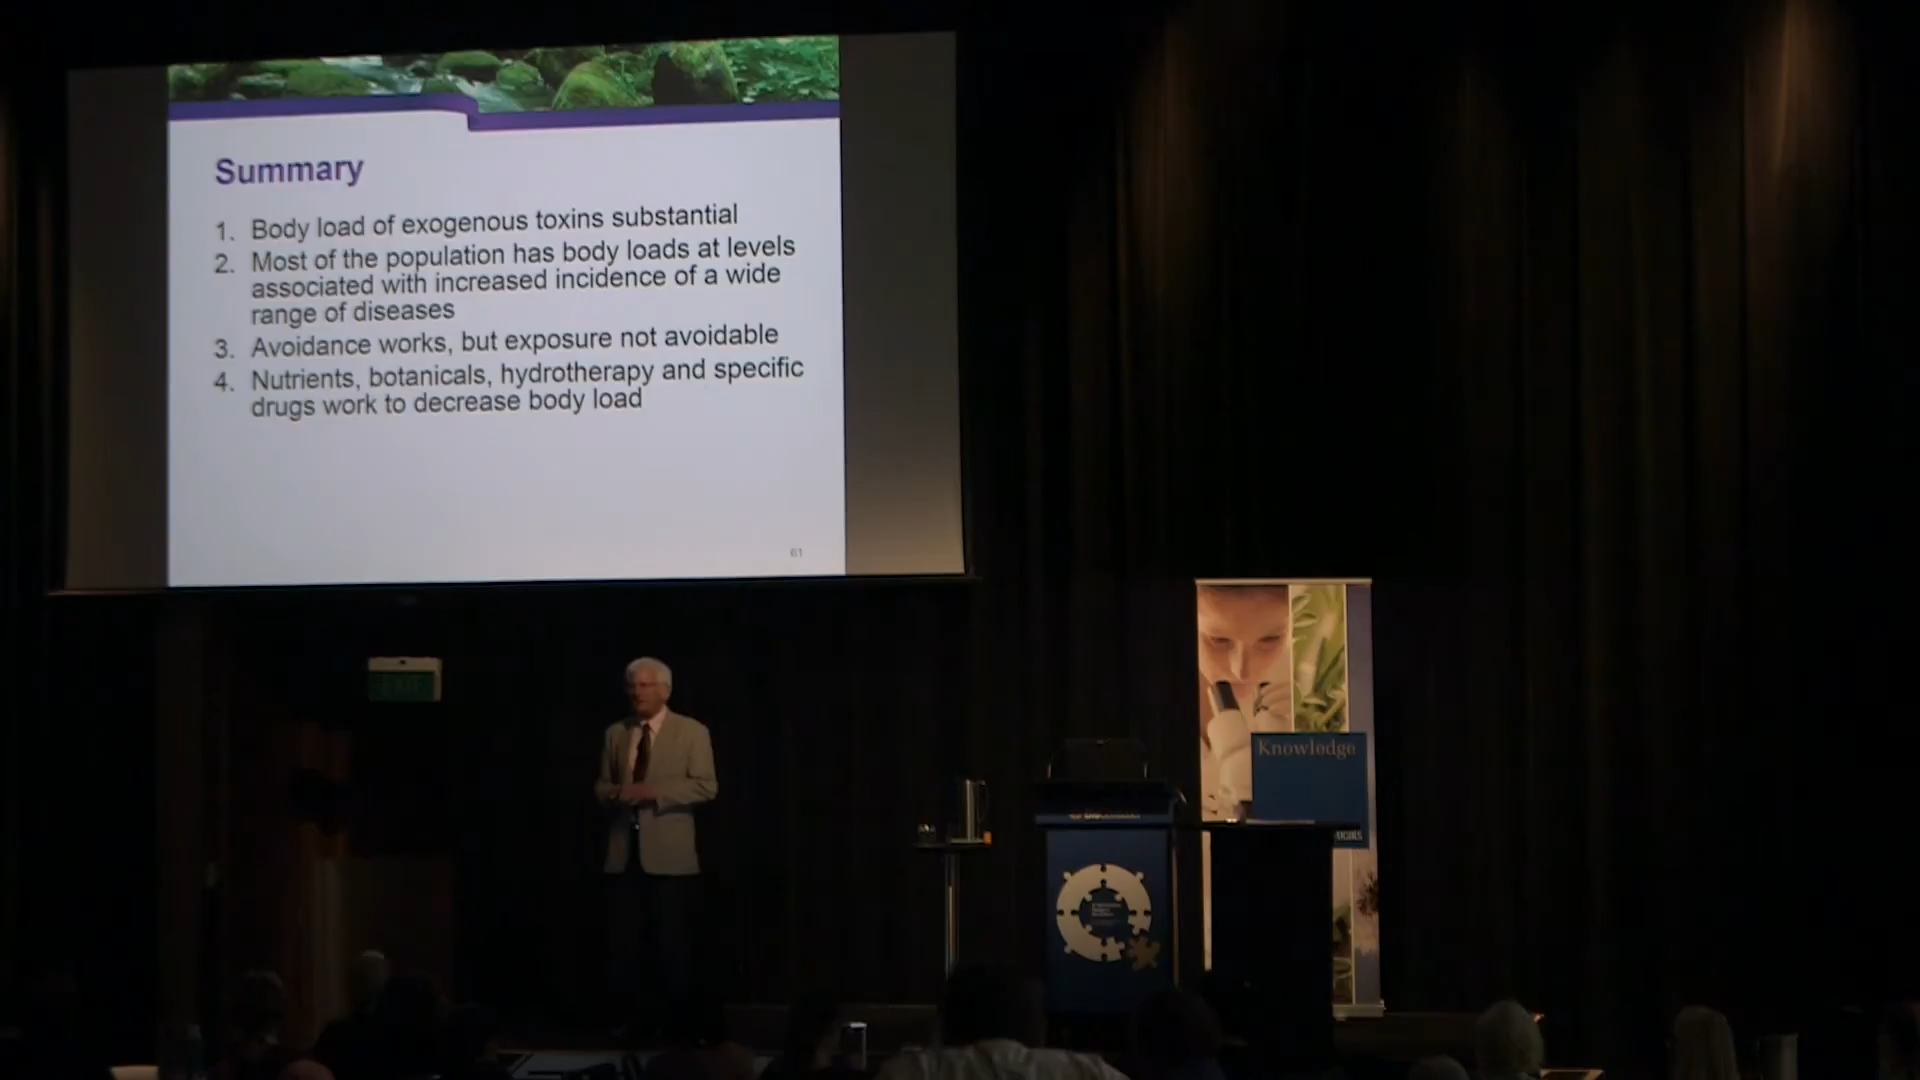 Summary
1. Body load of exogenous toxins substantial
2. Most of the population has body loads at levels
associated with increased incidence of a wide
range of diseases
3. Avoidance works, but exposure not avoidable
4. Nutrients, botanicals, hydrotherapy and specific
drugs work to decrease body load
61
EXIT
Knowledge